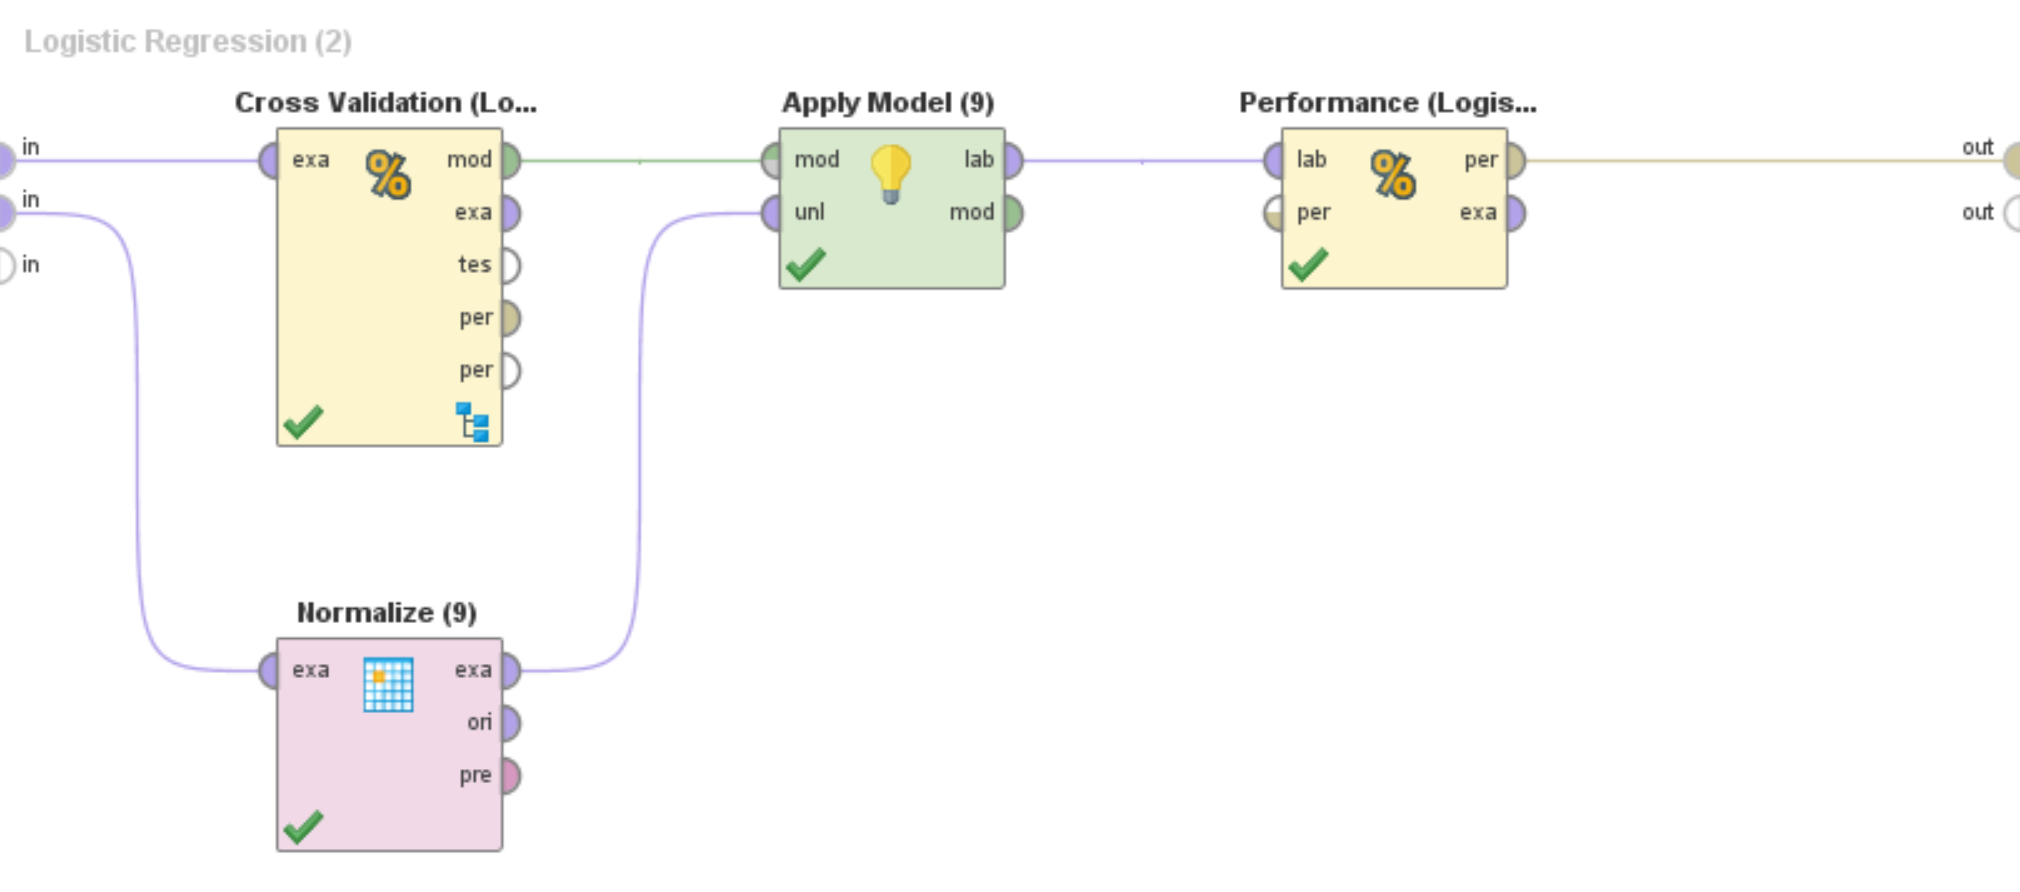 Logistic Regression (2)
Cross Validation (Lo...
Apply Model (9)
Performance (Logis...
in
exa
mod
mod
lab
lab
per
out
in
exa
unl
mod
per
exa
out
in
tes
per
per
Normalize (9)
exa
exa
ori
pre